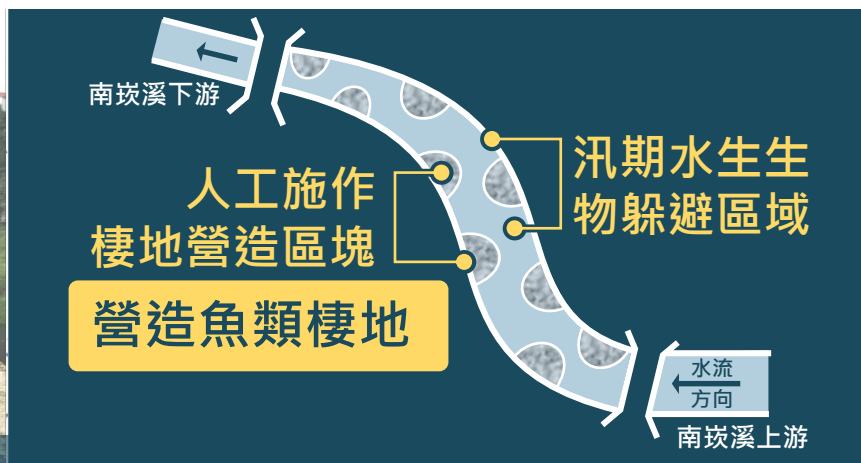 南崁溪下游
人工施作
棲地營造區塊
營造魚類棲地
汛期水生生
物躲避區域
水流
方向
南崁溪上游